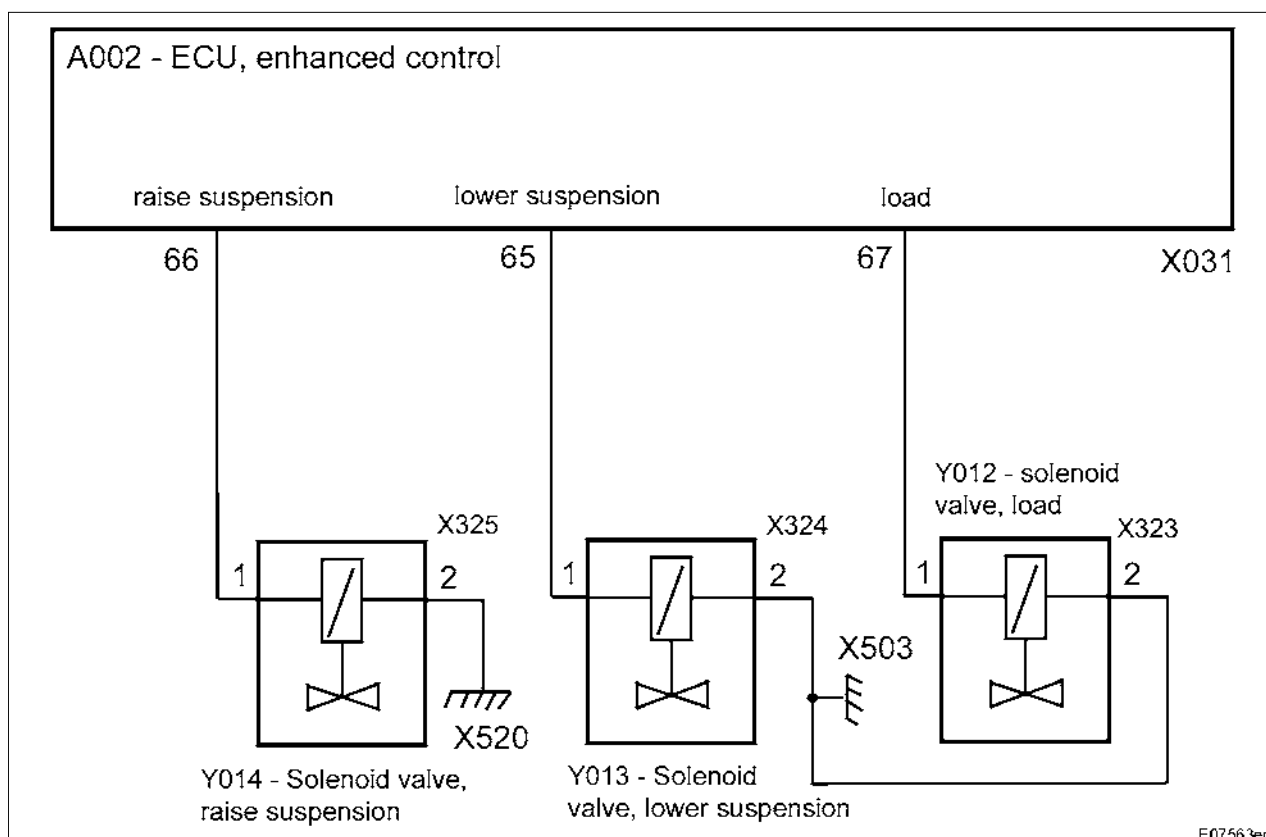 A002 - ECU, enhanced control
raise suspension
lower suspension
load
66
65
67
X031
Y012 - solenoid
valve, load
X325
X324
X323
1
2
1
2
1
2
X503
X520
Y014 - Solenoid valve,
raise suspension
Y013 - Solenoid
valve, lower suspension
E07563en